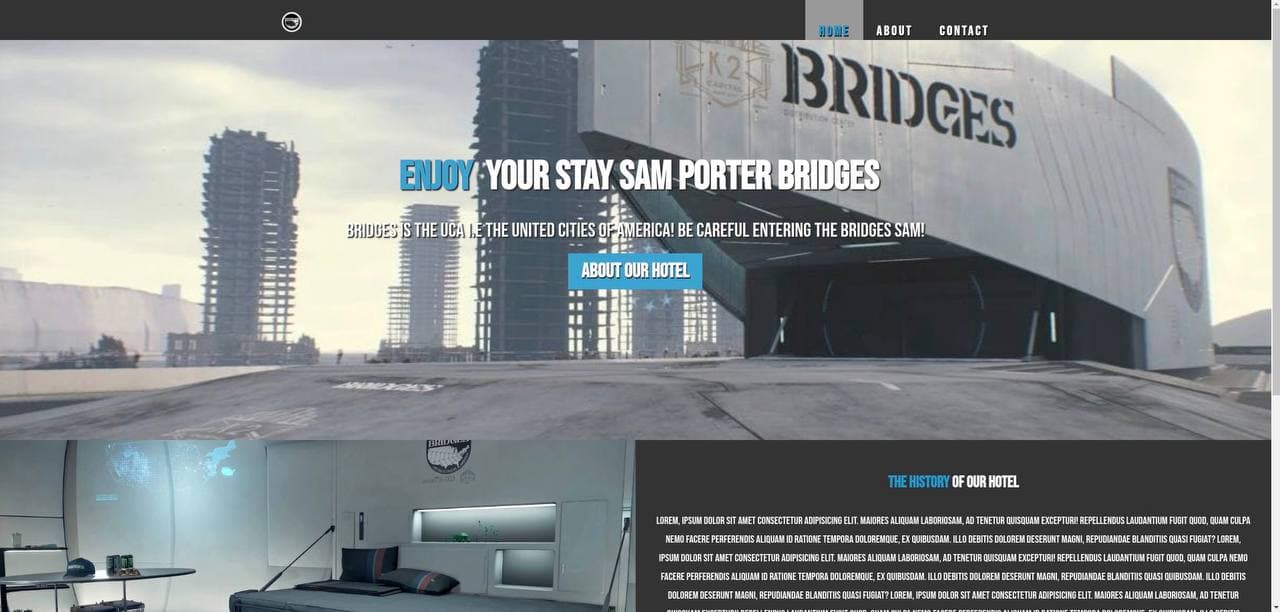 HOME ABOUT CONTACT
K2
CAPITAL
BRIDGES
DISTRIBUTION CENTER
ENJOY YOUR STAY SAM PORTER BRIDGES
BRIDGES IS THE UCA I.E THE UNITED CITIES OF AMERICA! BE CAREFUL ENTERING THE BRIDGES SAM!
ABOUT OUR HOTEL
BRIDGES
BRIDGES
THE HISTORY OF OUR HOTEL
LOREM, IPSUM DOLOR SIT AMET CONSECTETUR ADIPISICING ELIT. MAIORES ALIQUAM LABORIOSAM, AD TENETUR QUISQUAM EXCEPTURI! REPELLENDUS LAUDANTIUM FUGIT QUOD, QUAM CULPA
NEMO FACERE PERFERENDIS ALIQUAM ID RATIONE TEMPORA DOLOREMQUE, EX QUIBUSDAM. ILLO DEBITIS DOLOREM DESERUNT MAGNI, REPUDIANDAE BLANDITIIS QUASI FUGIAT? LOREM,
IPSUM DOLOR SIT AMET CONSECTETUR ADIPISICING ELIT. MAIORES ALIQUAM LABORIOSAM, AD TENETUR QUISQUAM EXCEPTURI! REPELLENDUS LAUDANTIUM FUGIT QUOD, QUAM CULPA NEMO
FACERE PERFERENDIS ALIQUAM ID RATIONE TEMPORA DOLOREMQUE, EX QUIBUSDAM. ILLO DEBITIS DOLOREM DESERUNT MAGNI, REPUDIANDAE BLANDITIIS QUASI QUIBUSDAM. ILLO DEBITIS
DOLOREM DESERUNT MAGNI, REPUDIANDAE BLANDITIIS QUASI FUGIAT? LOREM, IPSUM DOLOR SIT AMET CONSECTETUR ADIPISICING ELIT. MAIORES ALIQUAM LABORIOSAM, AD TENETUR